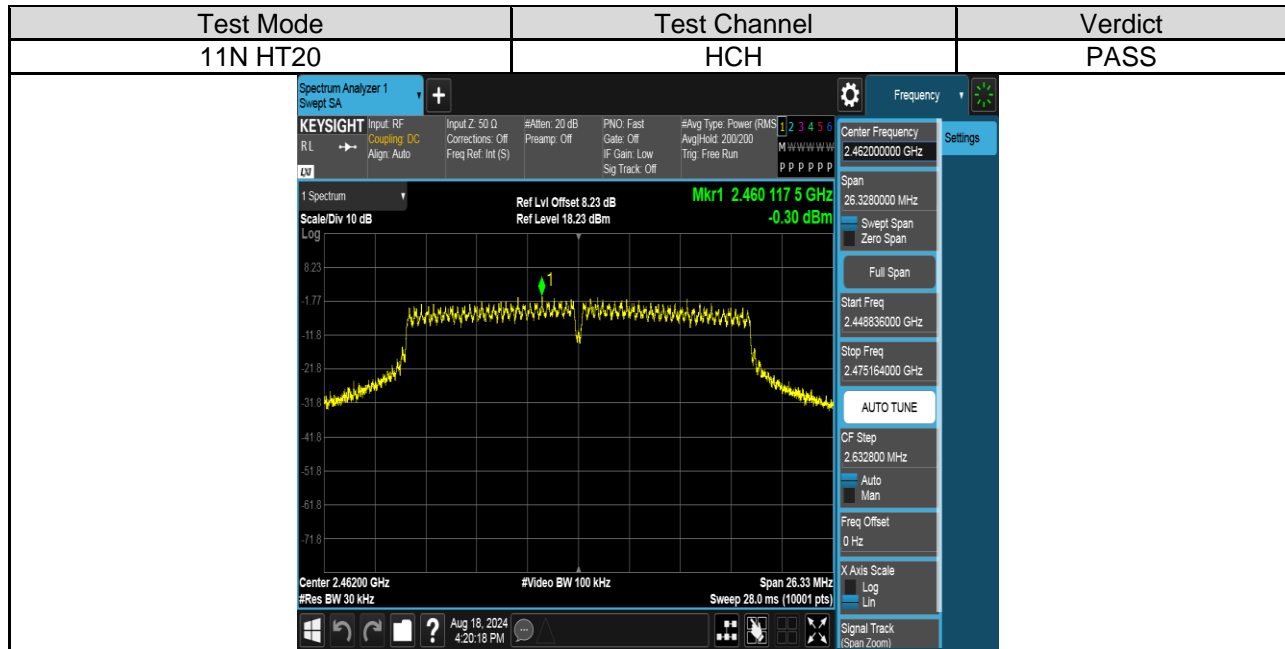 Test Mode Test Channel Verdict
11N HT20 HCH PASS
Spectrum Analyzer 1
Swept SA
Frequency
KEYSIGHT
RL
LXI
Input: RF
Coupling: DC
Align: Auto
Input Z: 50 Ω
Corrections: Off
Freq Ref: Int (S)
#Atten: 20 dB
Preamp: Off
PNO: Fast
Gate: Off
IF Gain: Low
Sig Track: Off
#Avg Type: Power (RMS
Avg|Hold: 200/200
Trig: Free Run
1 2 3 4 5 6
M W W W W W
P P P P P P
1 Spectrum
Scale/Div 10 dB
Log
Ref Lvl Offset 8.23 dB
Ref Level 18.23 dBm
Mkr1 2.460 117 5 GHz
-0.30 dBm
1
8.23
-1.77
-11.8
-21.8
-31.8
-41.8
-51.8
-61.8
-71.8
Center 2.46200 GHz
#Res BW 30 kHz
#Video BW 100 kHz
Span 26.33 MHz
Sweep 28.0 ms (10001 pts)
Aug 18, 2024
4:20:18 PM
Center Frequency
2.462000000 GHz
Settings
Span
26.3280000 MHz
Swept Span
Zero Span
Full Span
Start Freq
2.448836000 GHz
Stop Freq
2.475164000 GHz
AUTO TUNE
CF Step
2.632800 MHz
Auto
Man
Freq Offset
0 Hz
X Axis Scale
Log
Lin
Signal Track
(Span Zoom)